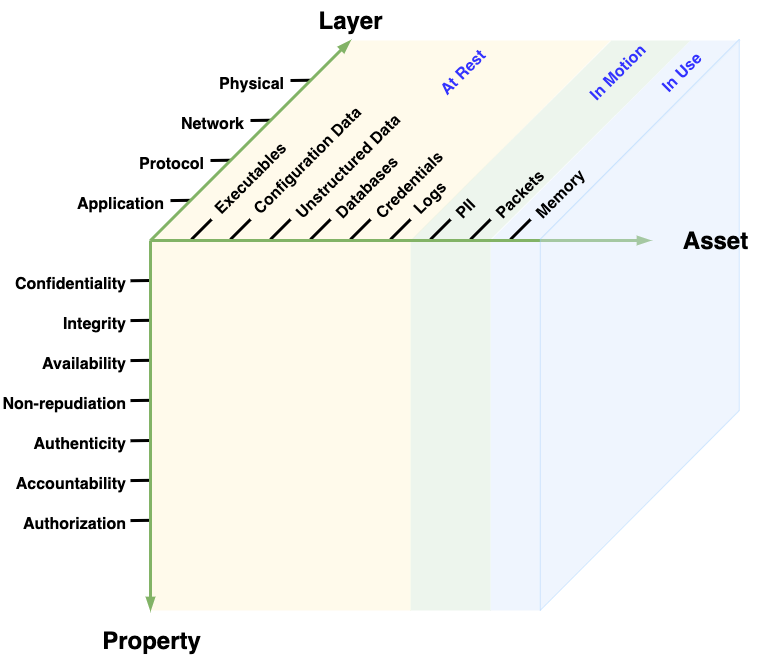 Layer
Physical
Network
Protocol
Application
At Rest
In Motion
In Use
Executables
Configuration Data
Unstructured Data
Databases
Credentials
Logs
PII
Packets
Memory
Asset
Confidentiality
Integrity
Availability
Non-repudiation
Authenticity
Accountability
Authorization
Property